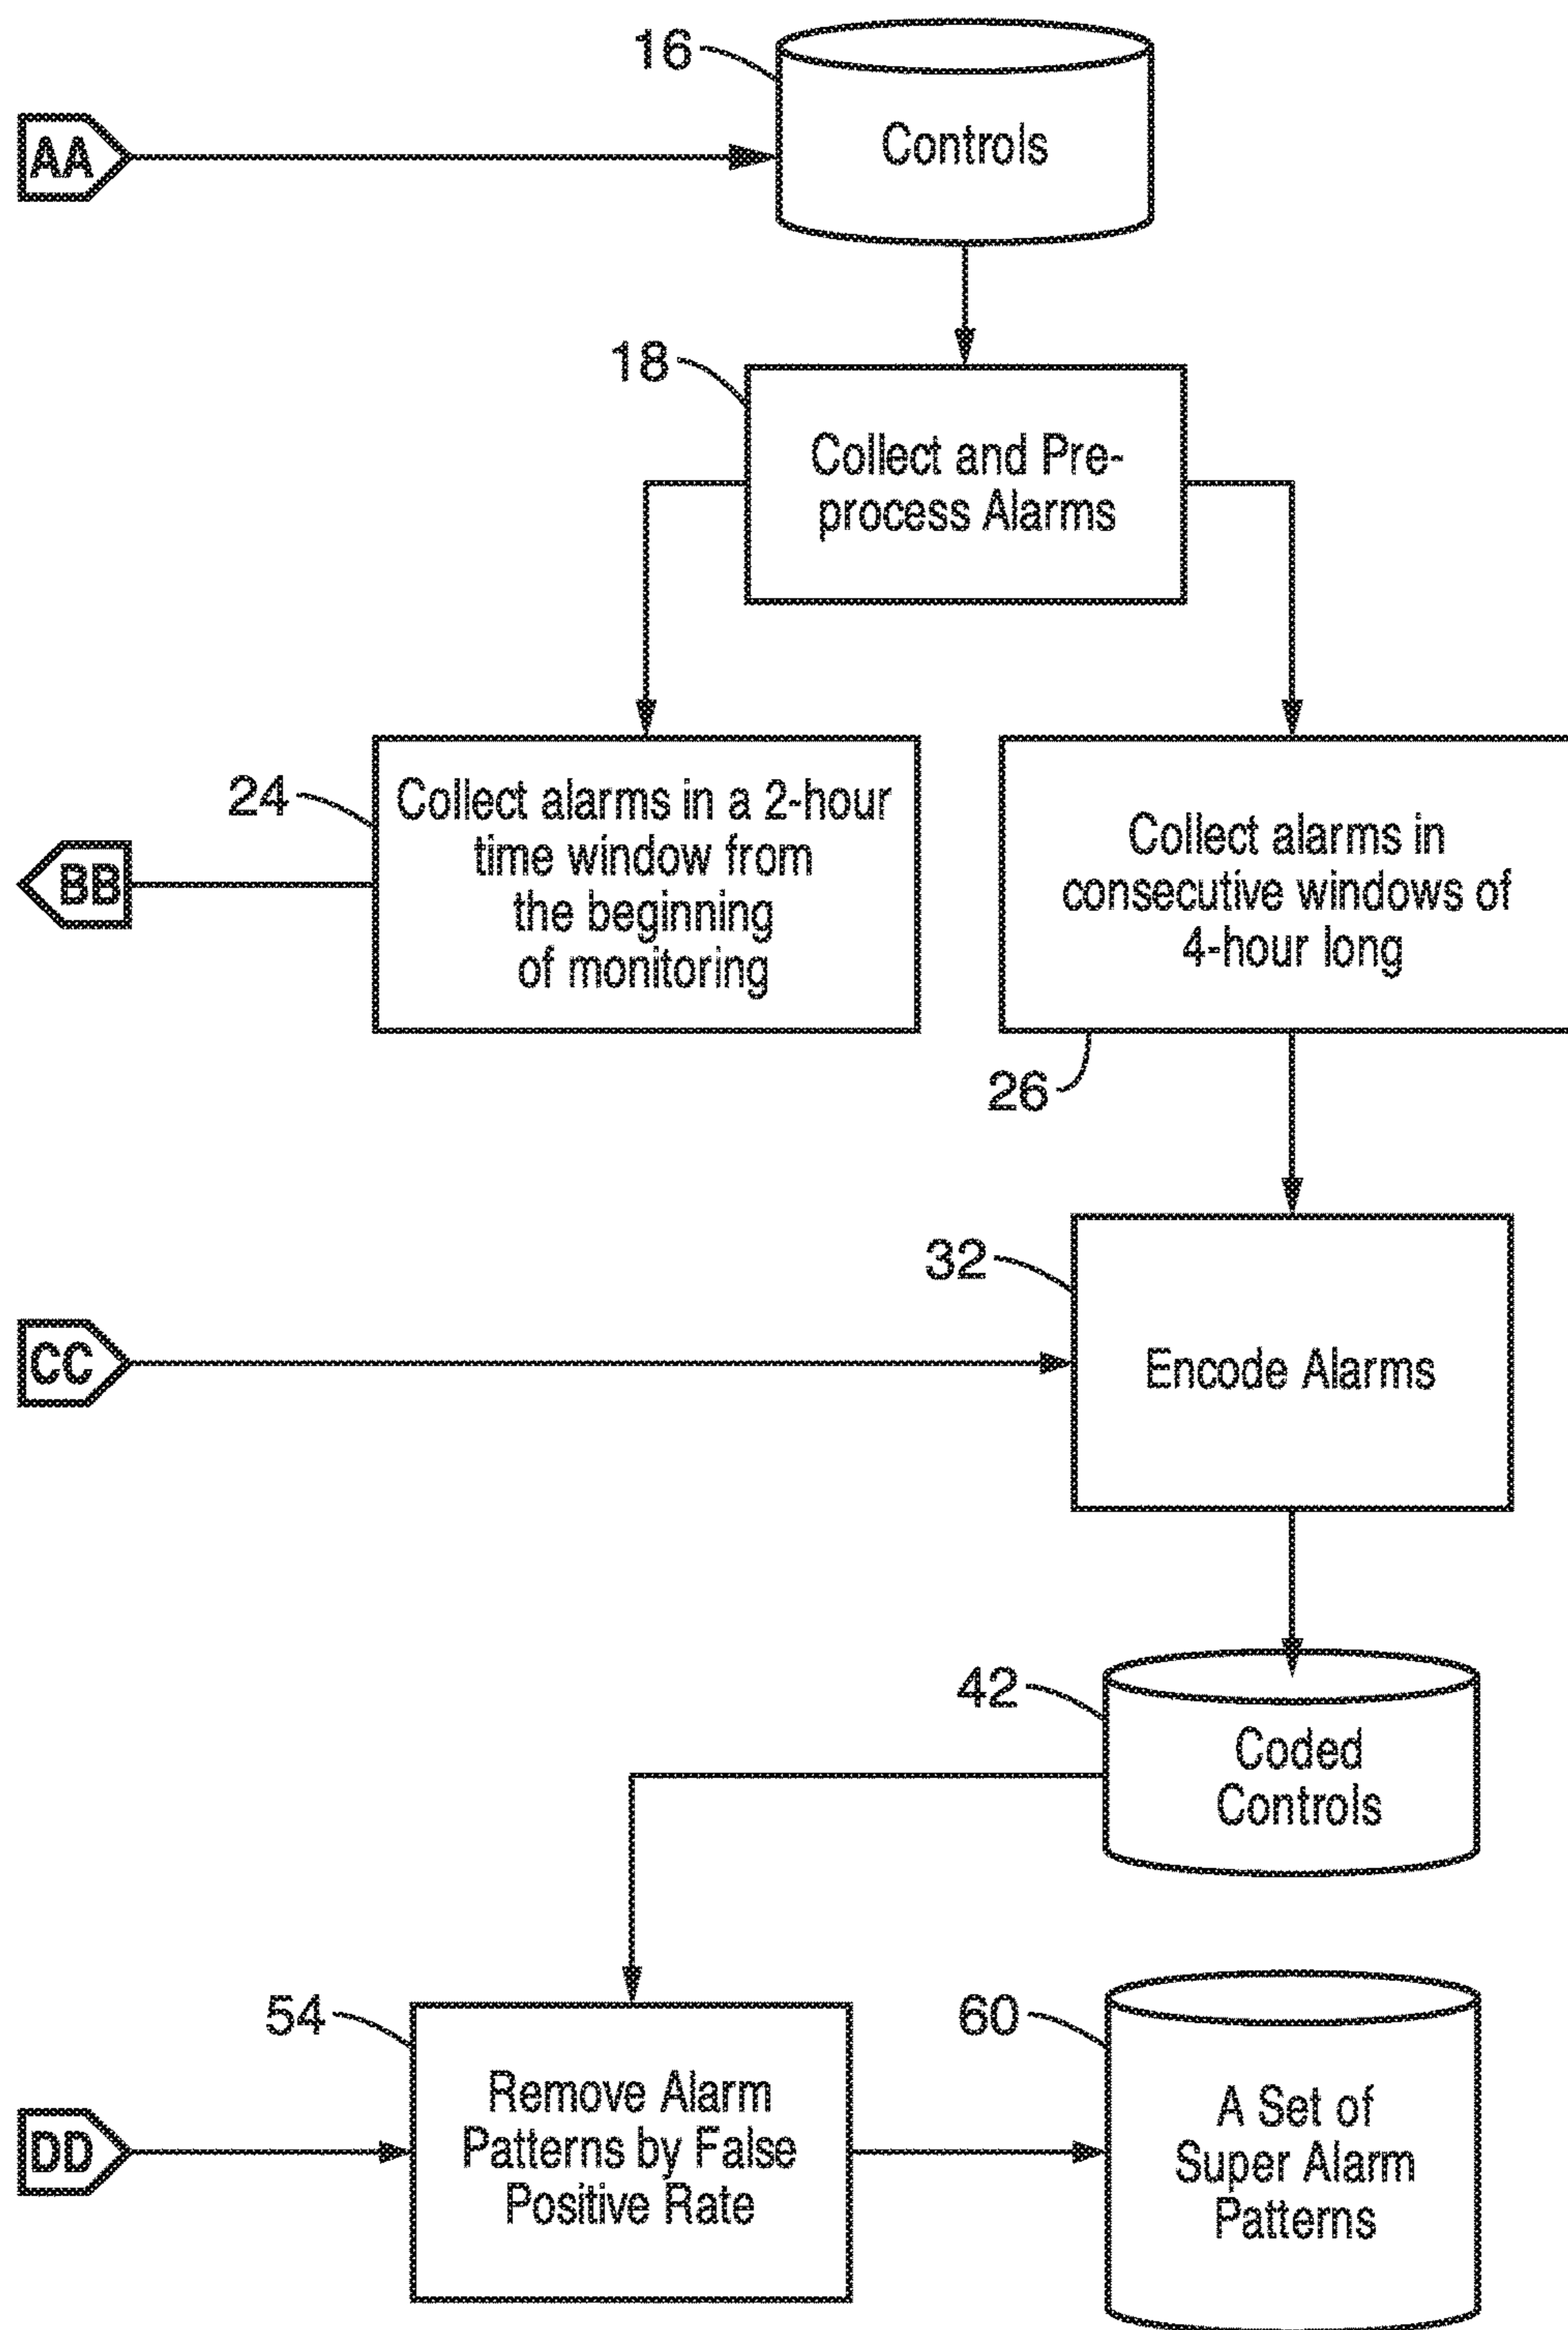 16
AA
Controls
18
Collect and Pre-
process Alarms
24
Collect alarms in a 2-hour
time window from
the beginning
of monitoring
BB
Collect alarms in
consecutive windows of
4-hour long
26
32
CC
Encode Alarms
42
Coded
Controls
54
60
DD
Remove Alarm
Patterns by False
Positive Rate
A Set of
Super Alarm
Patterns